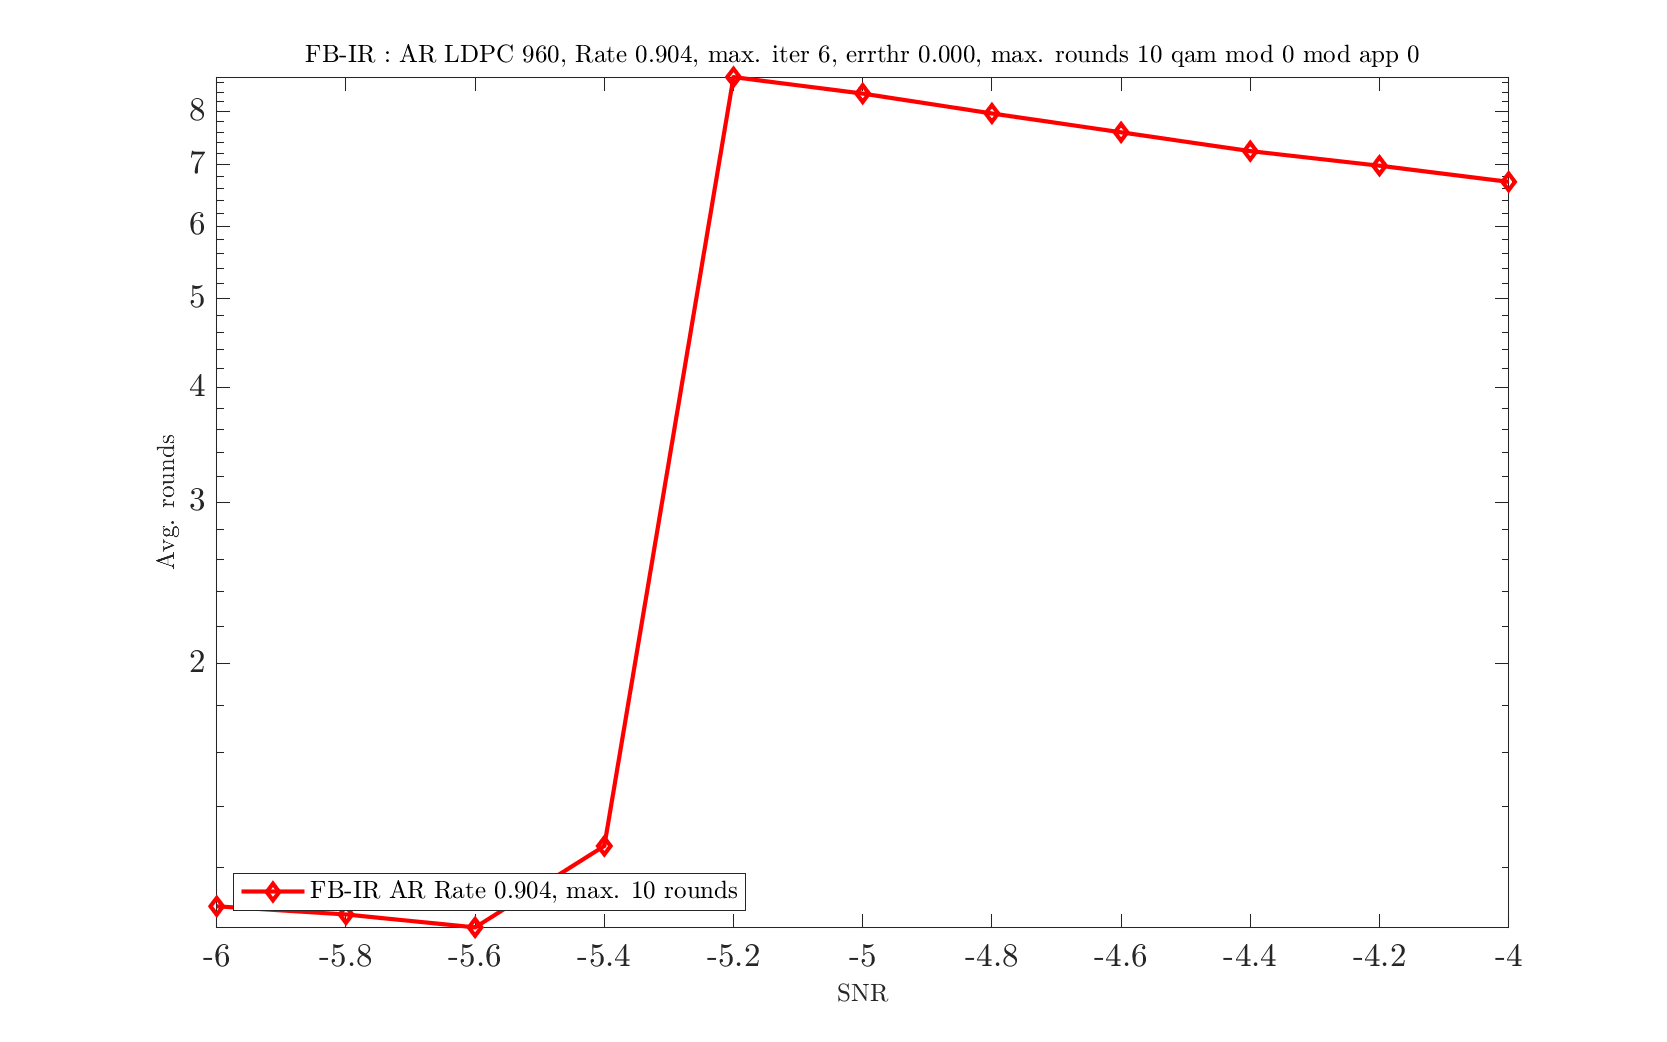 FB-IR : AR LDPC 960, Rate 0.904, max. iter 6, errthr 0.000, max. rounds 10 qam mod 0 mod app 0
8
7
6
5
4
3
2
Avg. rounds
FB-IR AR Rate 0.904, max. 10 rounds
-6 -5.8 -5.6 -5.4 -5.2 -5 -4.8 -4.6 -4.4 -4.2 -4
SNR